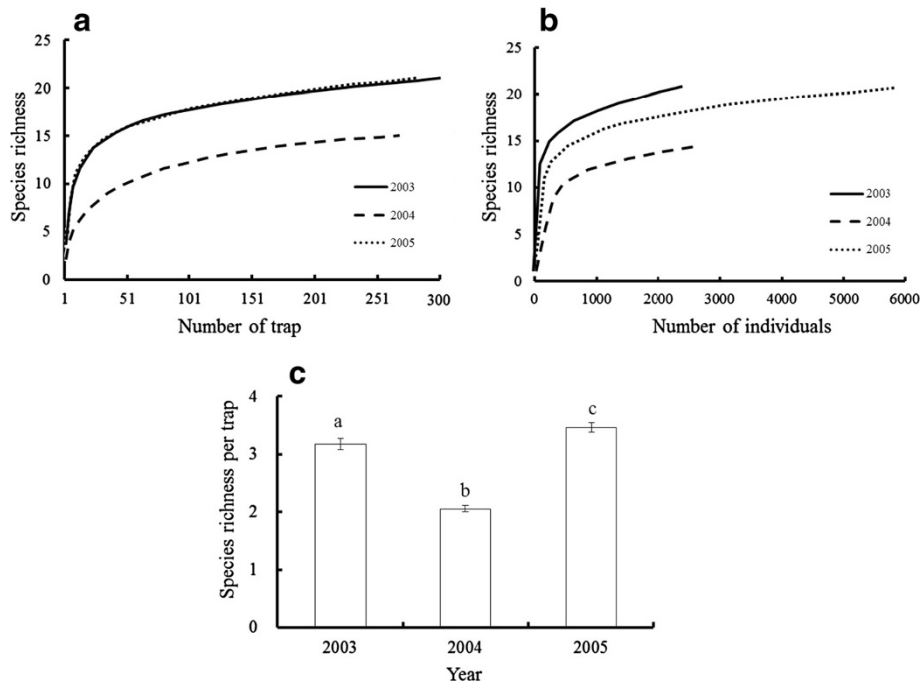 a
25
20
15
10
5
0
Species richness
1 51 101 151 201 251 300
Number of trap
2003
2004
2005
b
25
20
15
10
5
0
Species richness
0 1000 2000 3000 4000 5000 6000
Number of individuals
2003
2004
2005
c
4
3
2
1
0
Species richness per trap
a
b
c
2003 2004 2005
Year